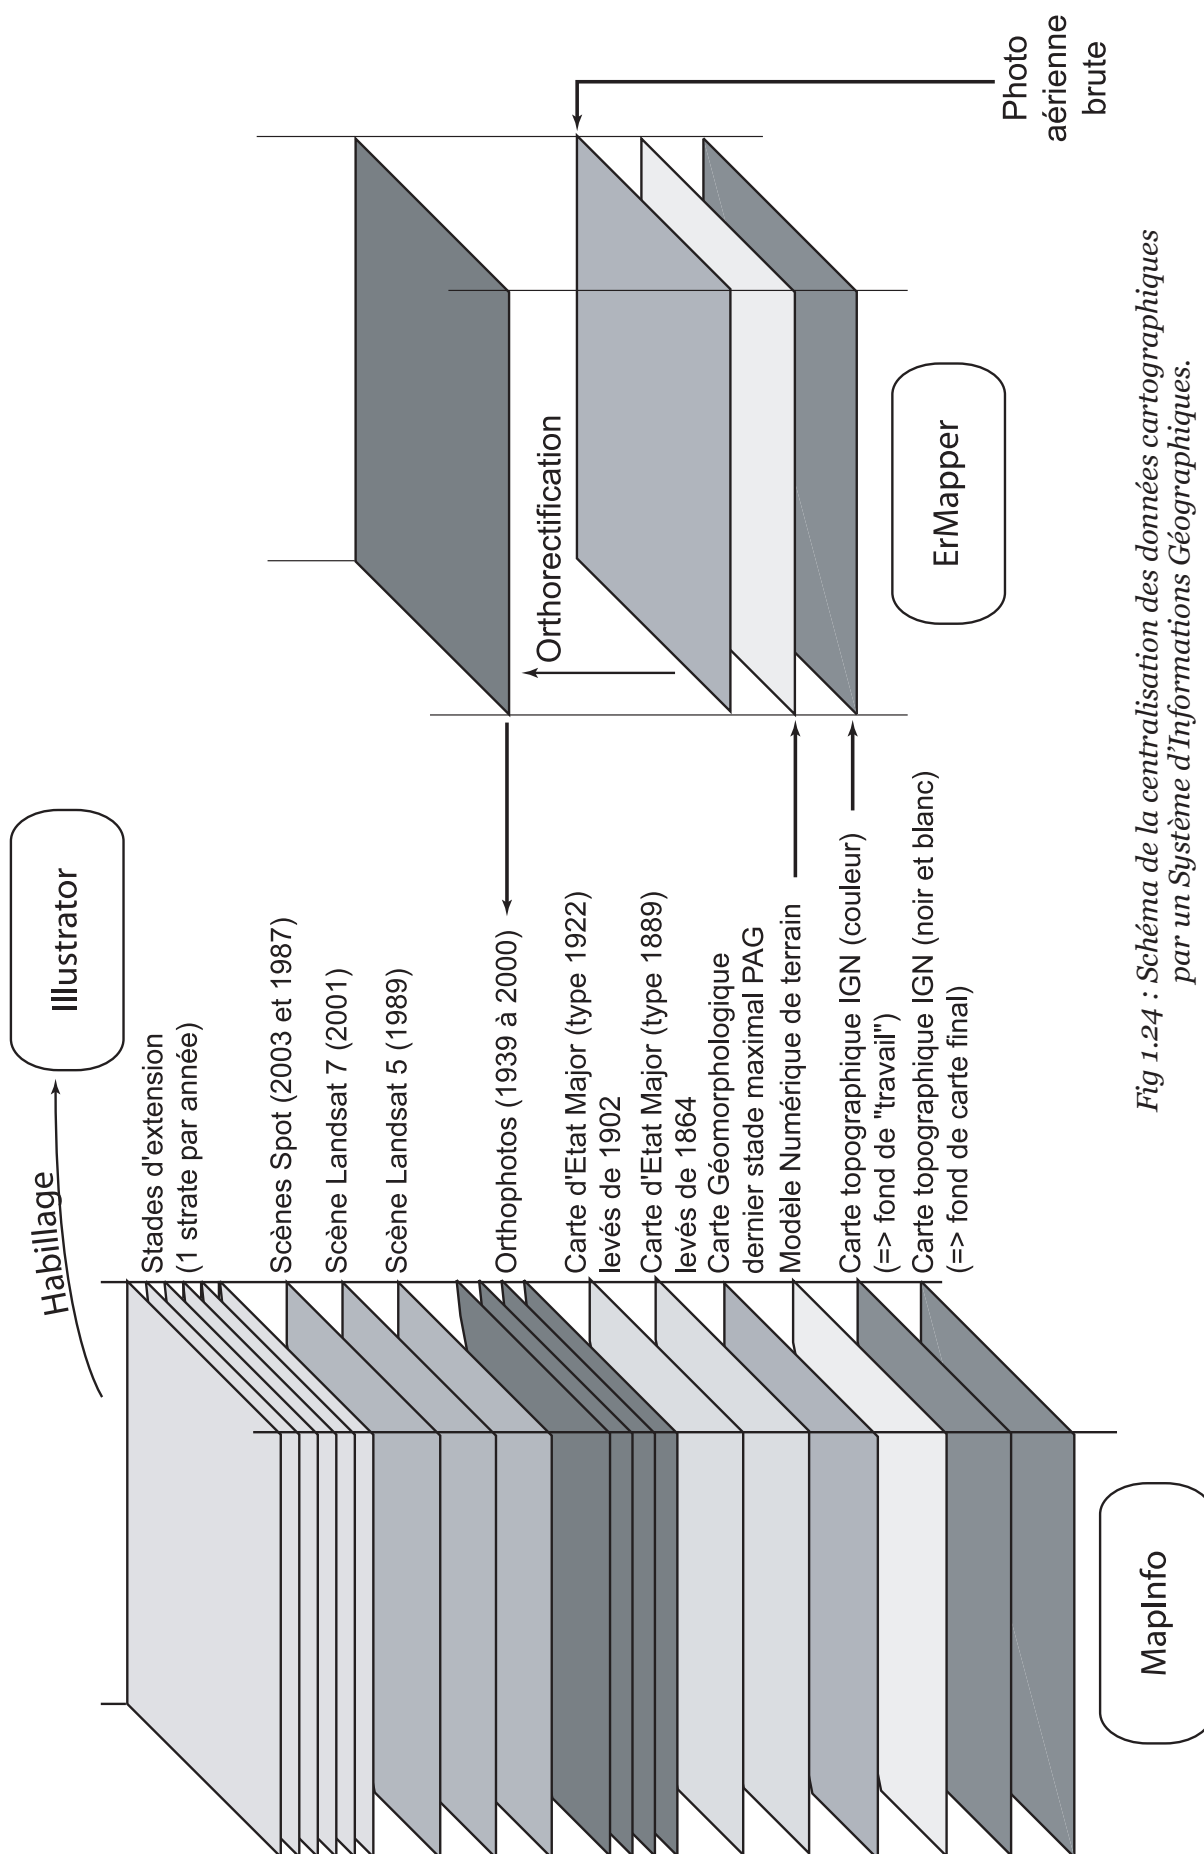 Habillage
Illustrator
Stades d'extension
(1 strate par année)
Scènes Spot (2003 et 1987)
Scène Landsat 7 (2001)
Scène Landsat 5 (1989)
Orthophotos (1939 à 2000)
Carte d'Etat Major (type 1922)
levés de 1902
Carte d'Etat Major (type 1889)
levés de 1864
Carte Géomorphologique
dernier stade maximal PAG
Modèle Numérique de terrain
Carte topographique IGN (couleur)
(=> fond de "travail")
Carte topographique IGN (noir et blanc)
(=> fond de carte final)
MapInfo
Orthorectification
ErMapper
Photo
aérienne
brute
Fig 1.24 : Schéma de la centralisation des données cartographiques
par un Système d'Informations Géographiques.